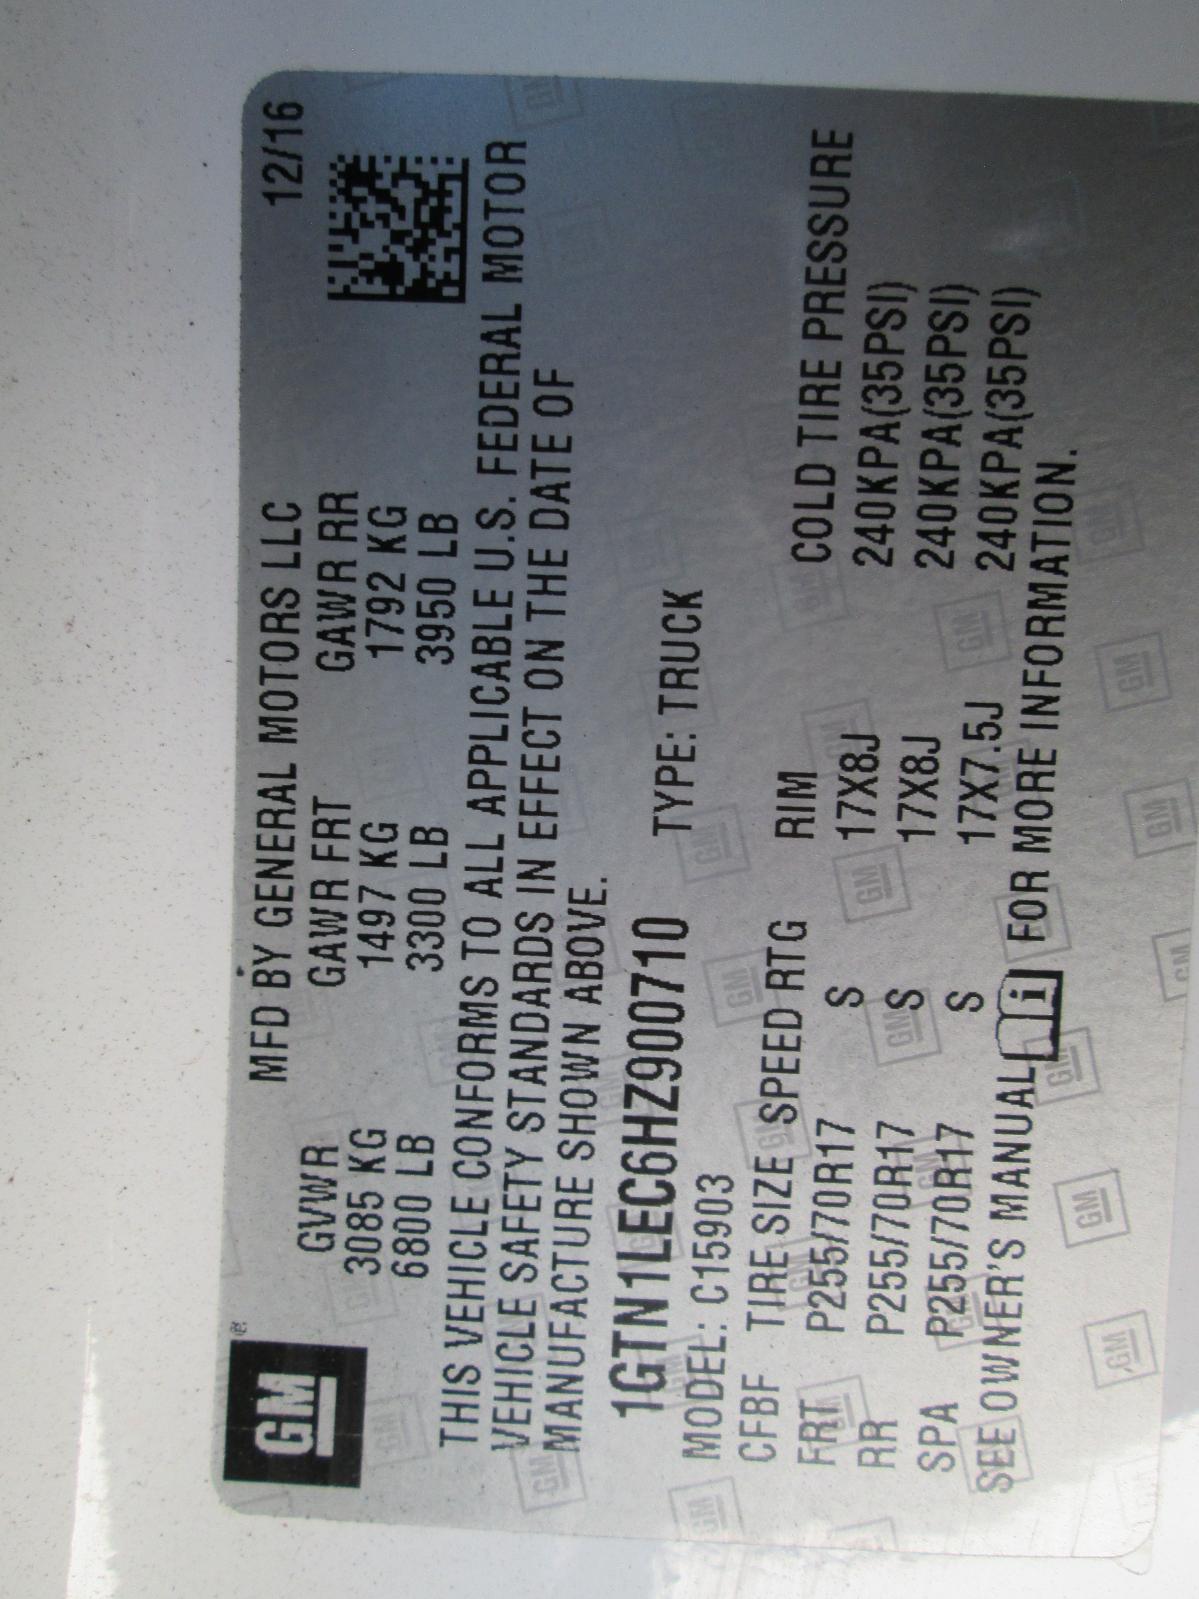 GM®
MFD BY GENERAL MOTORS LLC 12/16
GVWR GAWR FRT GAWR RR
3085 KG 1497 KG 1792 KG
6800 LB 3300 LB 3950 LB
THIS VEHICLE CONFORMS TO ALL APPLICABLE U.S. FEDERAL MOTOR
VEHICLE SAFETY STANDARDS IN EFFECT ON THE DATE OF
MANUFACTURE SHOWN ABOVE.
1GTN1LEC6HZ900710
MODEL: C15903 TYPE: TRUCK
CFBF TIRE SIZE SPEED RTG RIM COLD TIRE PRESSURE
FRT P255/70R17 S 17X8J 240KPA(35PSI)
RR P255/70R17 S 17X8J 240KPA(35PSI)
SPA P255/70R17 S 17X7.5J 240KPA(35PSI)
SEE OWNER'S MANUAL i FOR MORE INFORMATION.